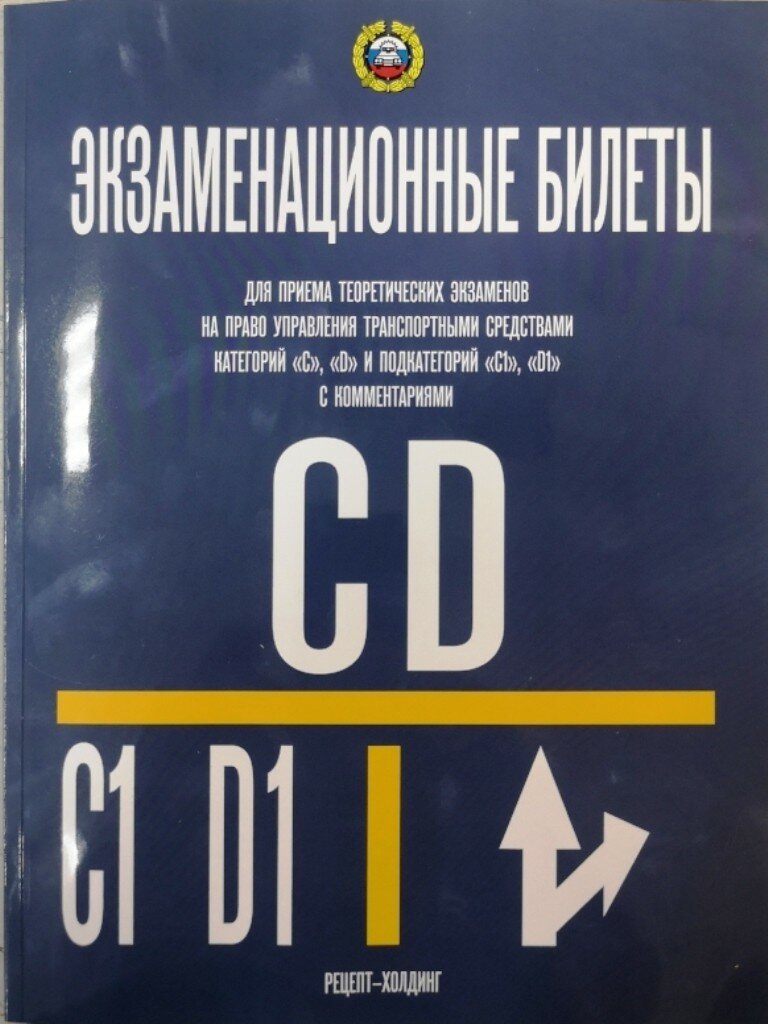 ЭКЗАМЕНАЦИОННЫЕ БИЛЕТЫ
ДЛЯ ПРИЕМА ТЕОРЕТИЧЕСКИХ ЭКЗАМЕНОВ
НА ПРАВО УПРАВЛЕНИЯ ТРАНСПОРТНЫМИ СРЕДСТВАМИ
КАТЕГОРИЙ «C», «D» И ПОДКАТЕГОРИЙ «C1», «D1»
С КОММЕНТАРИЯМИ
C D
C1 D1
РЕЦЕПТ-ХОЛДИНГ